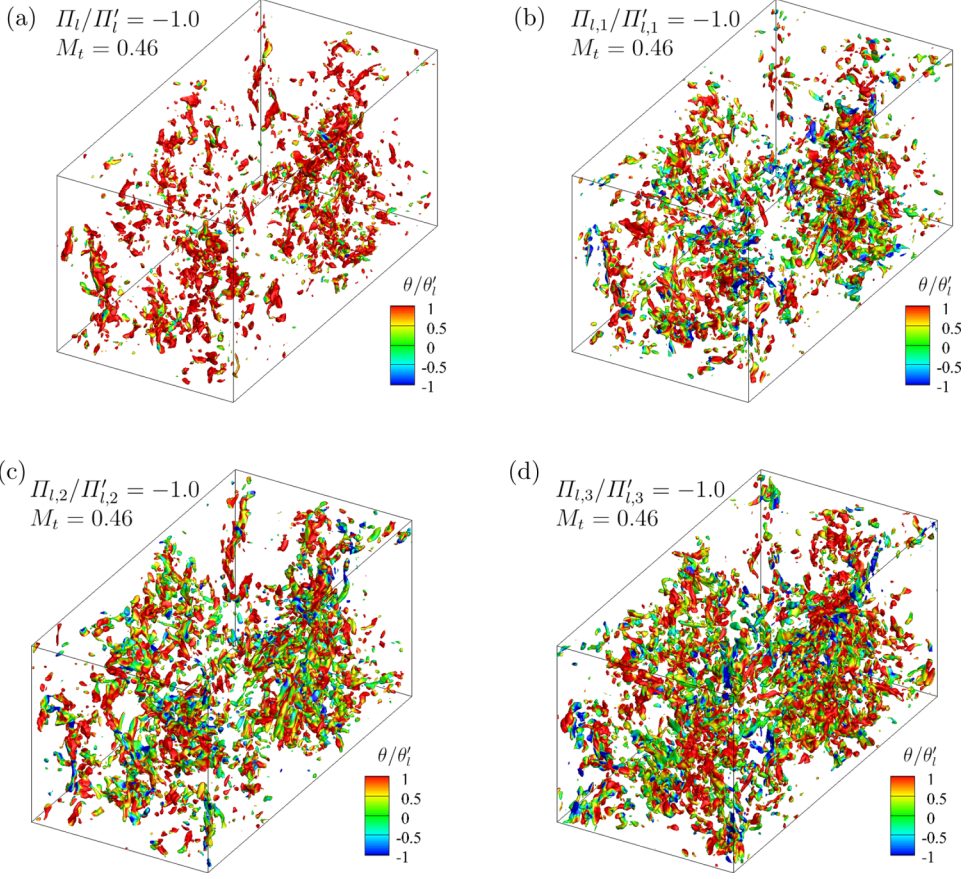 (a)
Π_l/Π′_l = −1.0
M_t = 0.46
θ/θ′_l
1
0.5
0
-0.5
-1
(b)
Π_{l,1}/Π′_{l,1} = −1.0
M_t = 0.46
θ/θ′_l
1
0.5
0
-0.5
-1
(c)
Π_{l,2}/Π′_{l,2} = −1.0
M_t = 0.46
θ/θ′_l
1
0.5
0
-0.5
-1
(d)
Π_{l,3}/Π′_{l,3} = −1.0
M_t = 0.46
θ/θ′_l
1
0.5
0
-0.5
-1